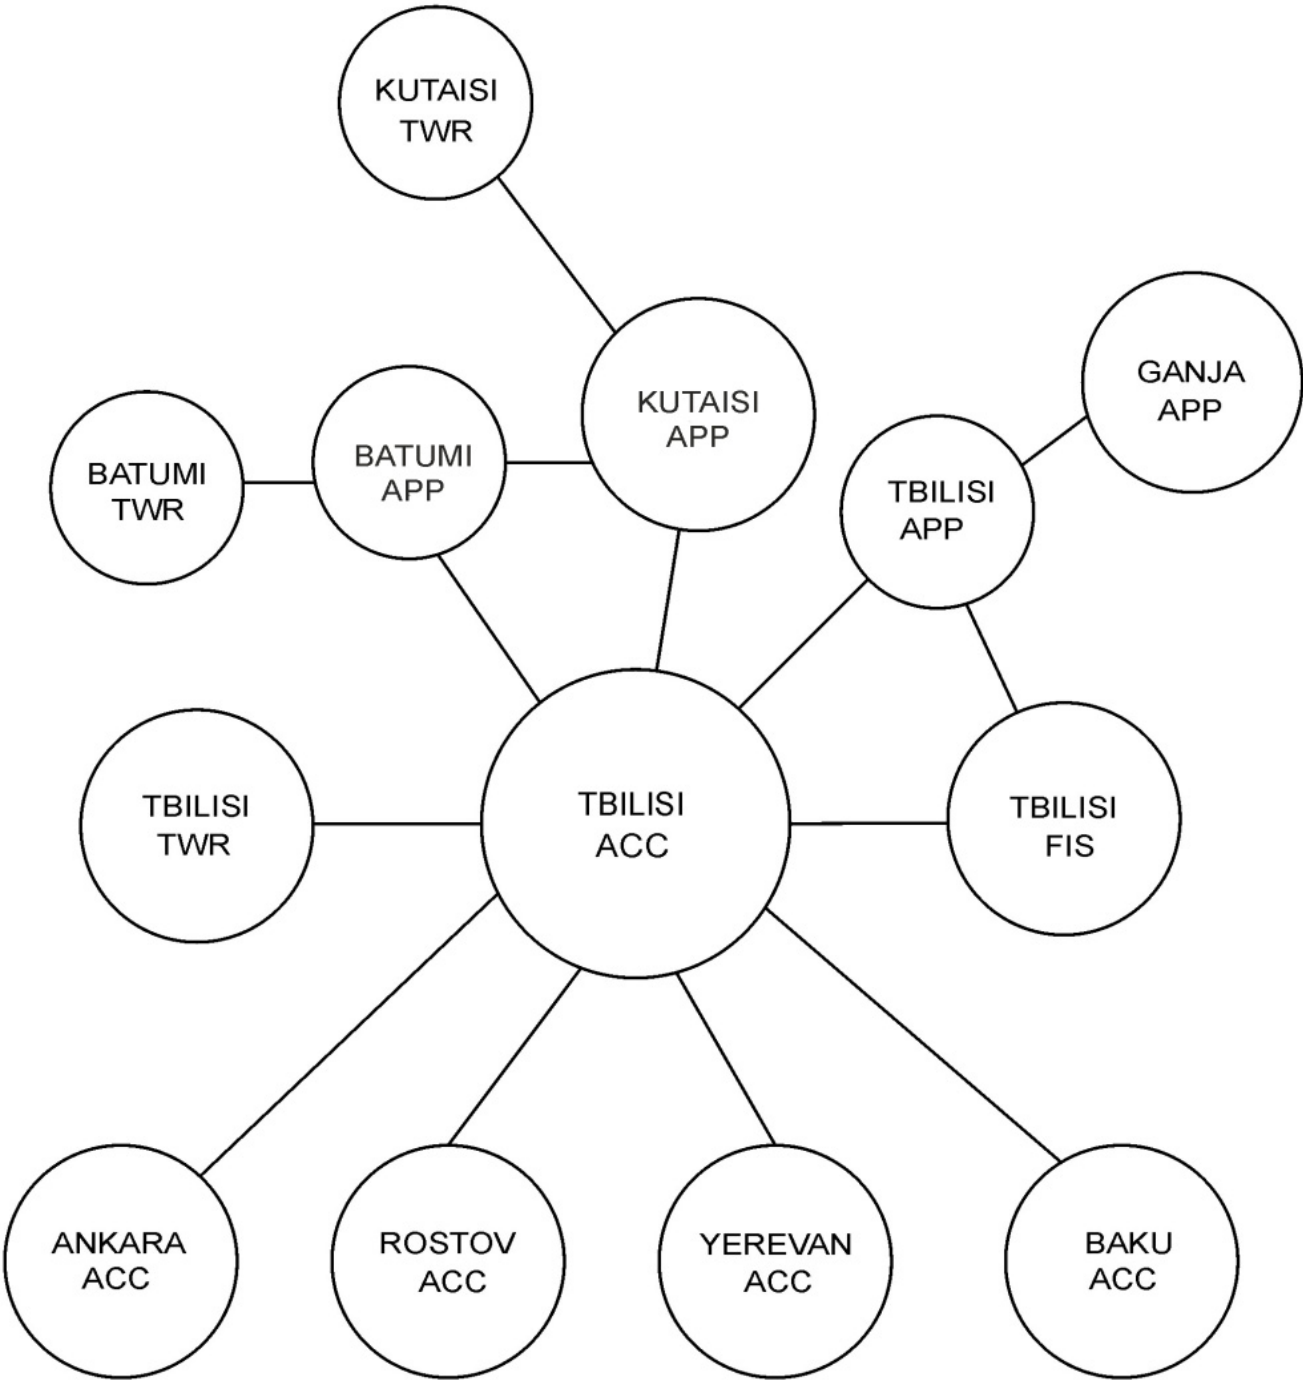 KUTAISI
TWR
GANJA
APP
KUTAISI
APP
BATUMI
APP
BATUMI
TWR
TBILISI
APP
TBILISI
TWR
TBILISI
ACC
TBILISI
FIS
ANKARA
ACC
ROSTOV
ACC
YEREVAN
ACC
BAKU
ACC